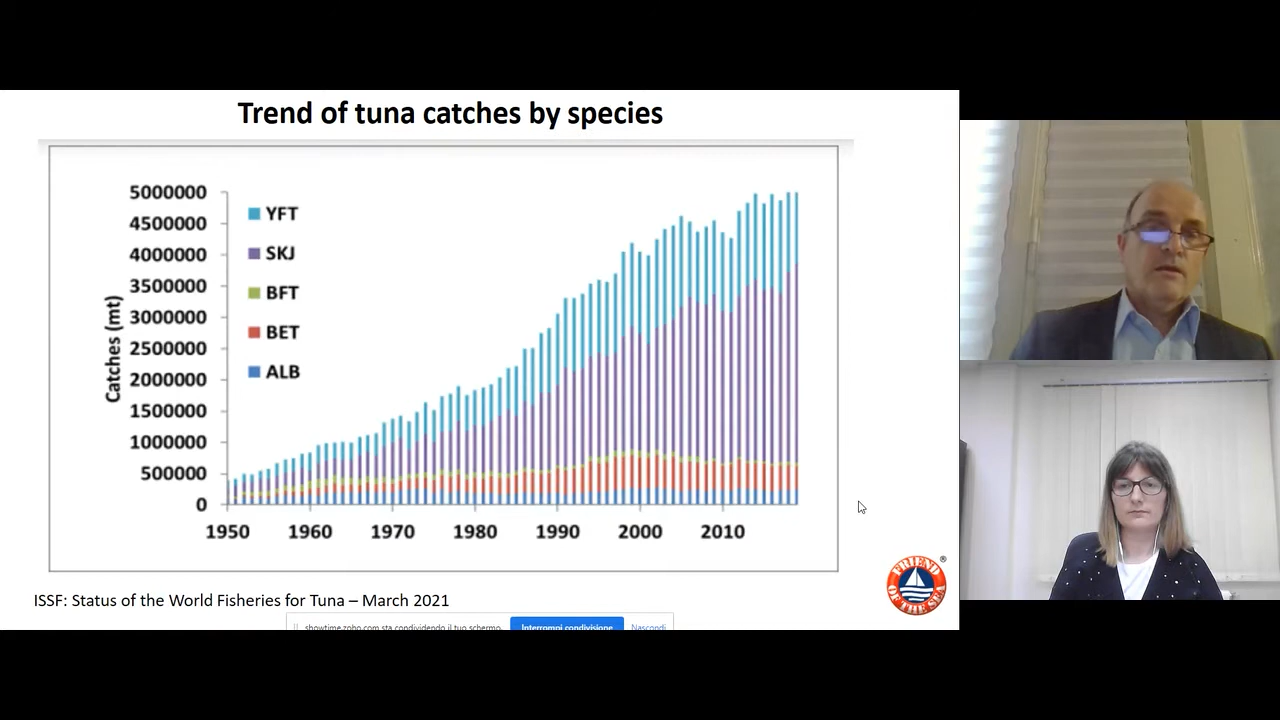 Trend of tuna catches by species
5000000
4500000
4000000
3500000
3000000
2500000
2000000
1500000
1000000
500000
0
Catches (mt)
YFT
SKJ
BFT
BET
ALB
1950
1960
1970
1980
1990
2000
2010
FRIEND
OF THE SEA
®
ISSF: Status of the World Fisheries for Tuna – March 2021
showtime.zoho.com sta condividendo il tuo schermo.
Interrompi condivisione
Nascondi